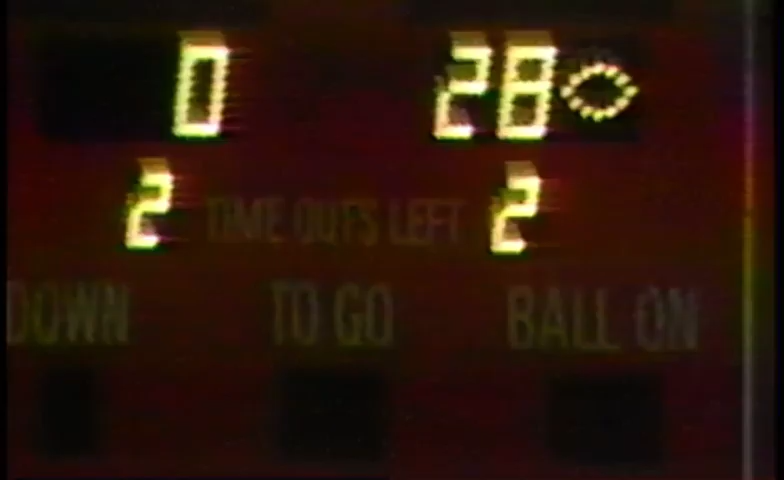 0 28
2 TIME OUTS LEFT 2
DOWN TO GO BALL ON